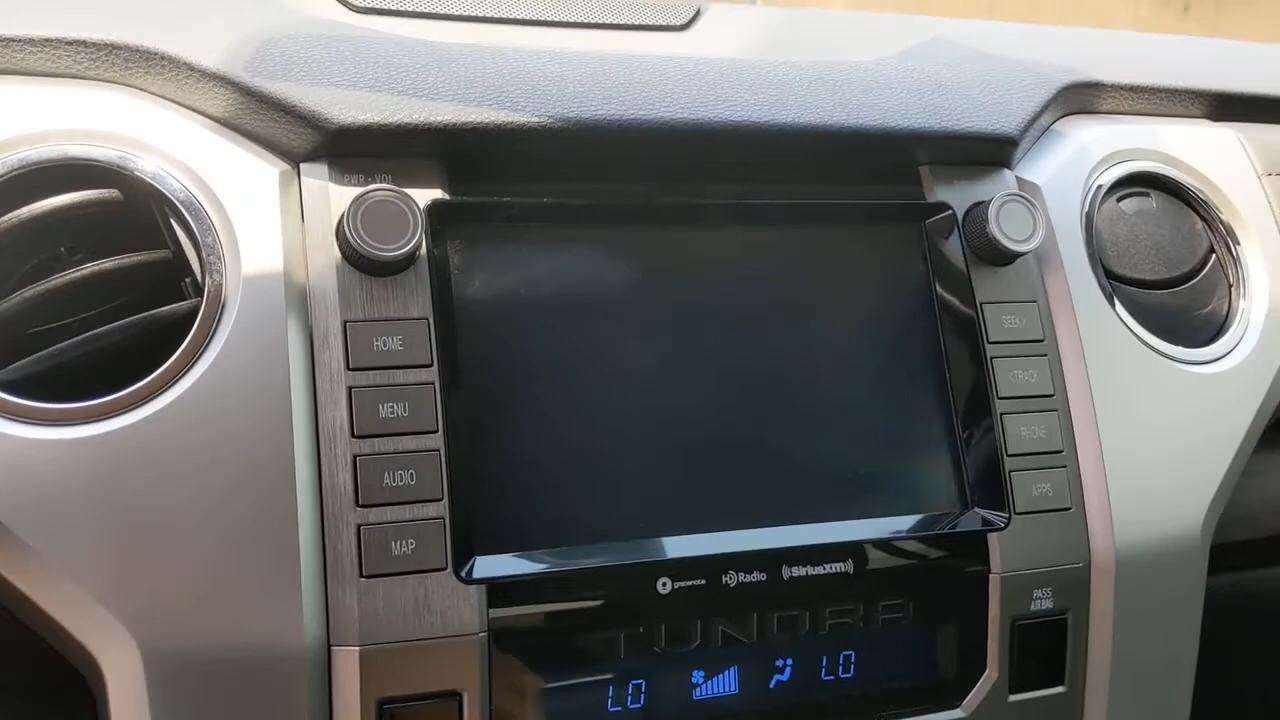 PWR • VOL
HOME
MENU
AUDIO
MAP
SEEK>
<TRACK
PHONE
APPS
gracenote
HD Radio
((SiriusXM))
TUNDRA
PASS
AIR BAG
LO
LO